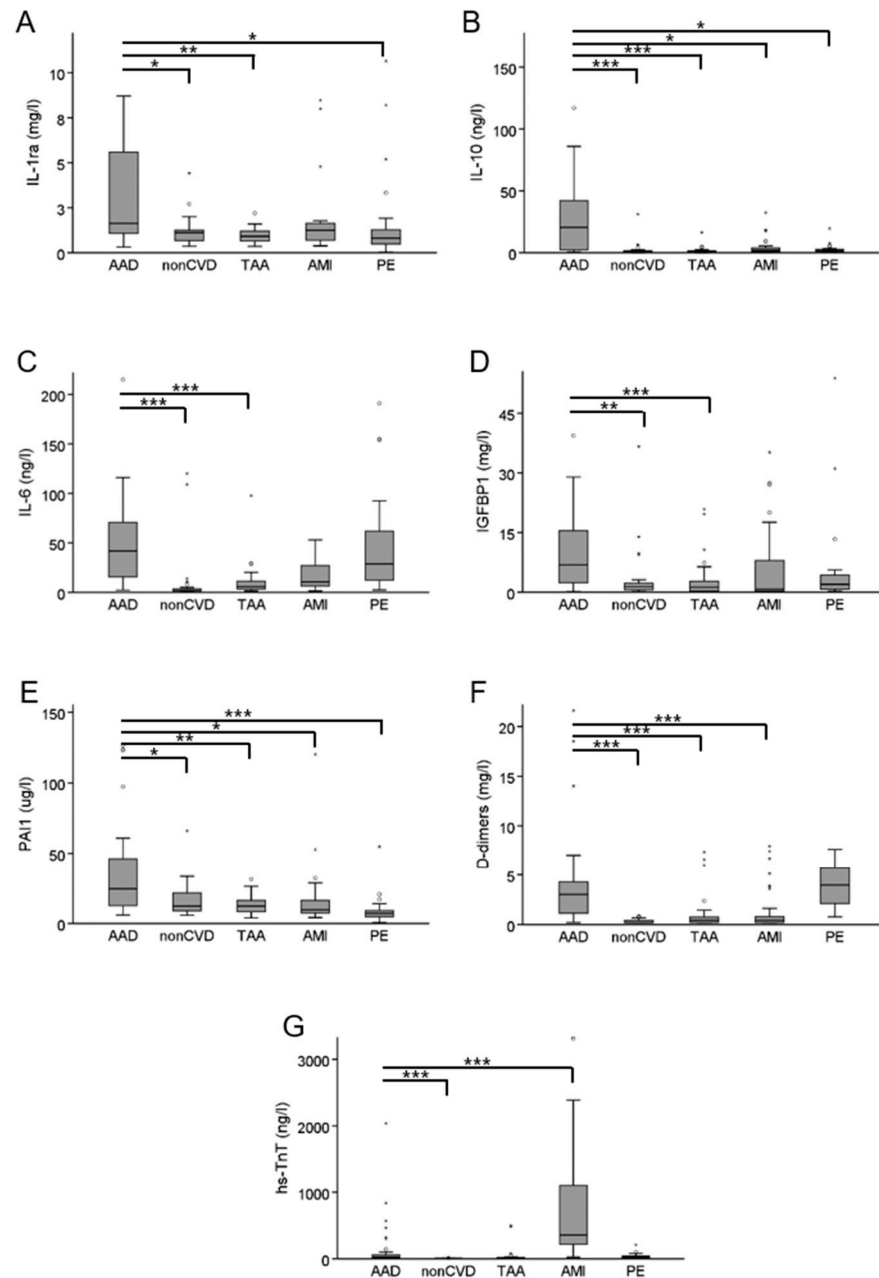 A
*
**
*
10
8
5
3
0
IL-1ra (mg/l)
AAD nonCVD TAA AMI PE
B
*
*
***
***
150
100
50
0
IL-10 (ng/l)
AAD nonCVD TAA AMI PE
C
***
***
200
150
100
50
0
IL-6 (ng/l)
AAD nonCVD TAA AMI PE
D
***
**
45
30
15
0
IGFBP1 (mg/l)
AAD nonCVD TAA AMI PE
E
***
*
**
*
150
100
50
0
PAI1 (ug/l)
AAD nonCVD TAA AMI PE
F
***
***
***
20
15
10
5
0
D-dimers (mg/l)
AAD nonCVD TAA AMI PE
G
***
***
3000
2000
1000
0
hs-TnT (ng/l)
AAD nonCVD TAA AMI PE